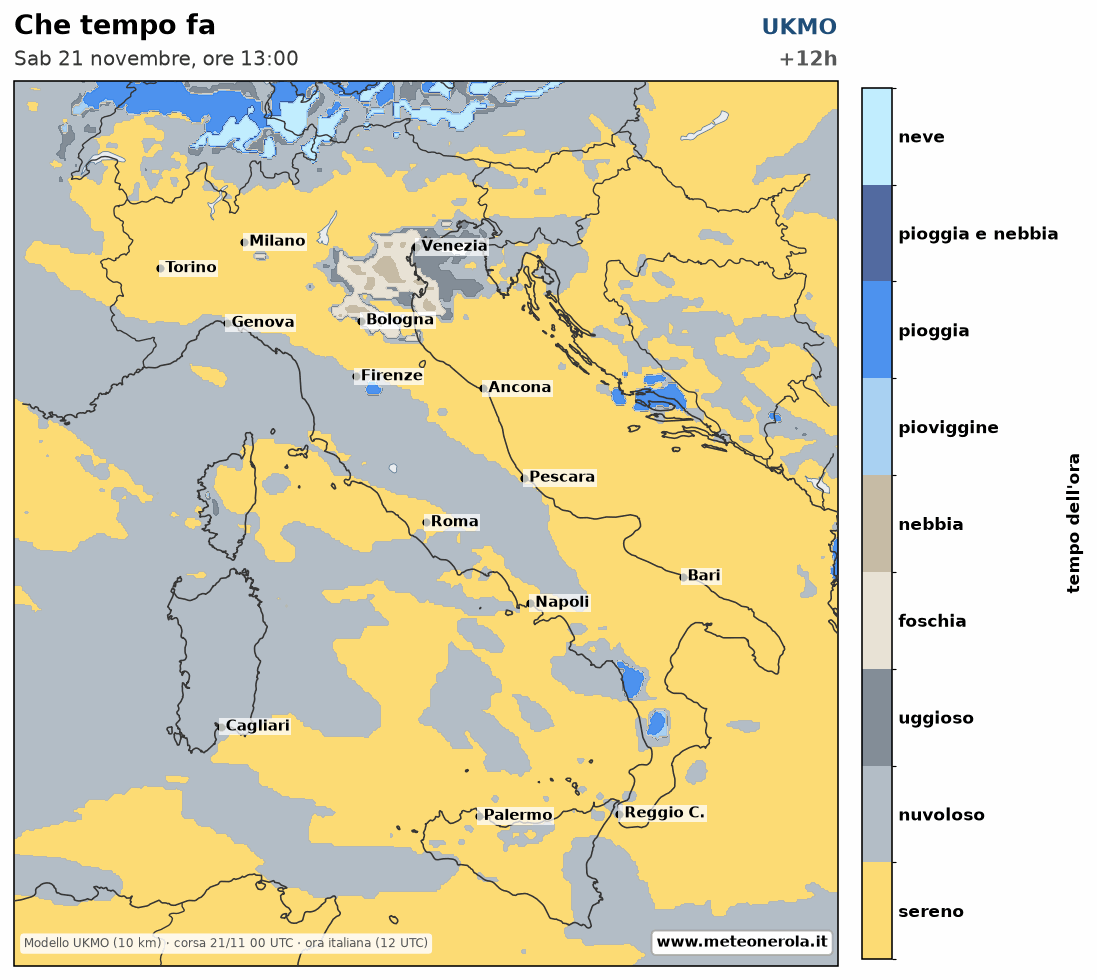 Che tempo fa
UKMO
Sab 21 novembre, ore 13:00
+12h
neve
pioggia e nebbia
pioggia
pioviggine
nebbia
foschia
uggioso
nuvoloso
sereno
tempo dell'ora
Milano
Venezia
Torino
Genova
Bologna
Firenze
Ancona
Pescara
Roma
Bari
Napoli
Cagliari
Palermo
Reggio C.
Modello UKMO (10 km) · corsa 21/11 00 UTC · ora italiana (12 UTC)
www.meteonerola.it